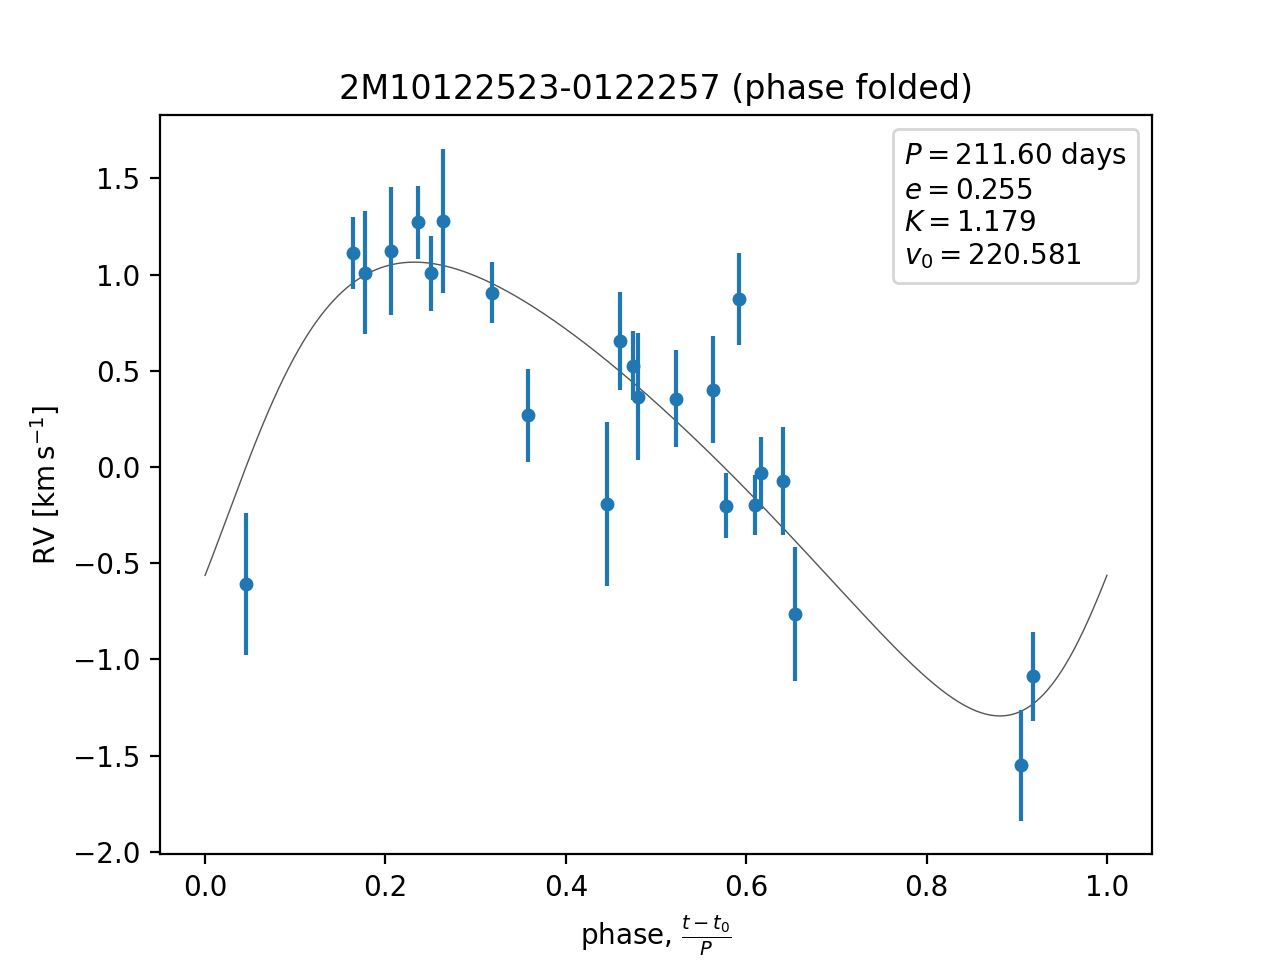 2M10122523-0122257 (phase folded)
P = 211.60 days
e = 0.255
K = 1.179
v₀ = 220.581
RV [km s⁻¹]
1.5
1.0
0.5
0.0
−0.5
−1.0
−1.5
−2.0
0.0 0.2 0.4 0.6 0.8 1.0
phase, (t − t₀)/P